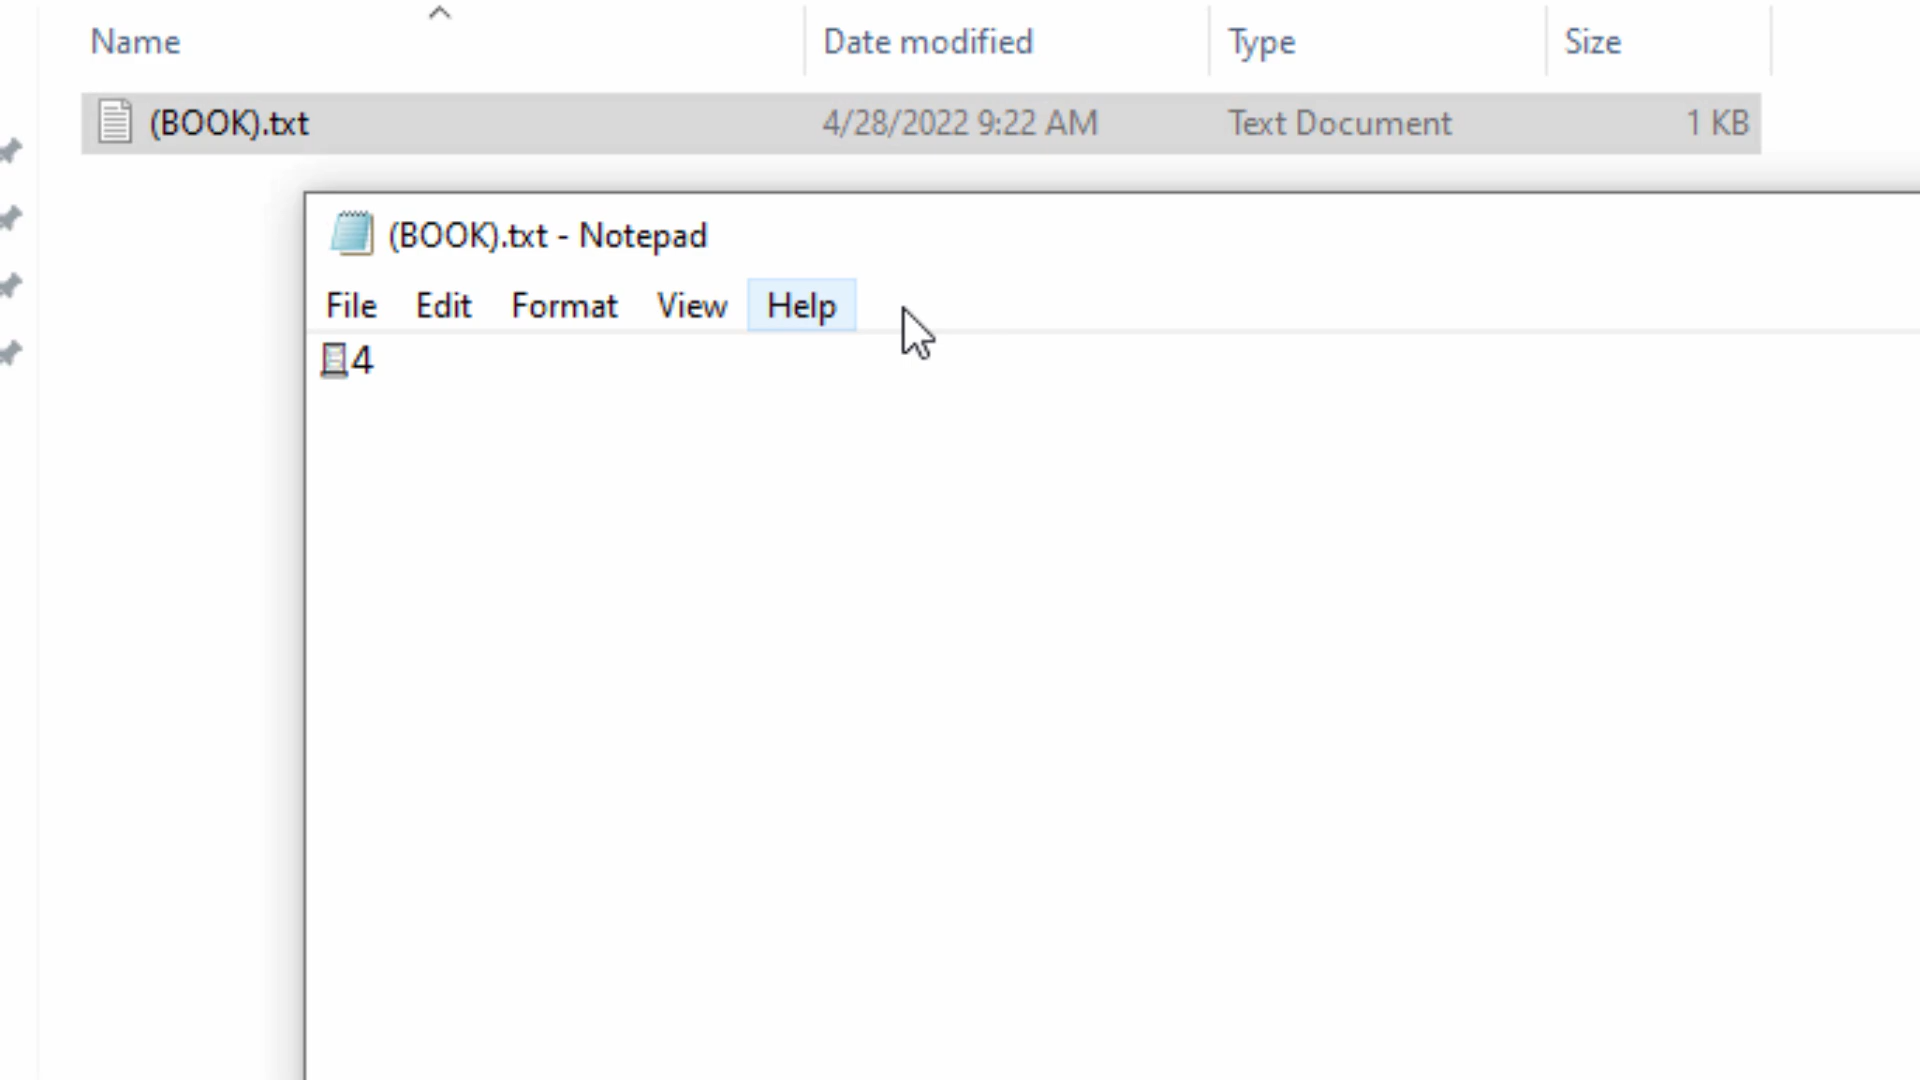 Name Date modified Type Size
(BOOK).txt 4/28/2022 9:22 AM Text Document 1 KB
(BOOK).txt - Notepad
File Edit Format View Help
4